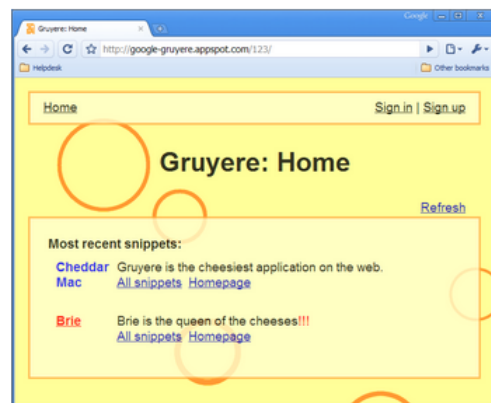 Google
Gruyere: Home
http://google-gruyere.appspot.com/123/
Helpdesk
Other bookmarks
Home
Sign in | Sign up
Gruyere: Home
Refresh
Most recent snippets:
Cheddar Gruyere is the cheesiest application on the web.
Mac All snippets Homepage
Brie Brie is the queen of the cheeses!!!
All snippets Homepage